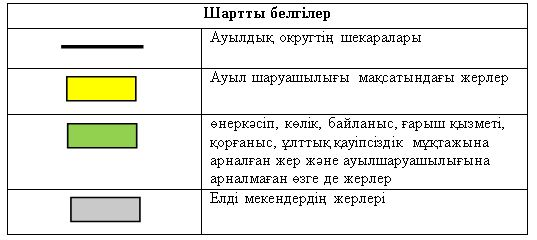 Шартты белгілер
Ауылдық округтің шекаралары
Ауыл шаруашылығы мақсатындағы жерлер
өнеркәсіп, көлік, байланыс, ғарыш қызметі,
қорғаныс, ұлттық қауіпсіздік мұқтажына
арналған жер және ауылшаруашылығына
арналмаған өзге де жерлер
Елді мекендердің жерлері